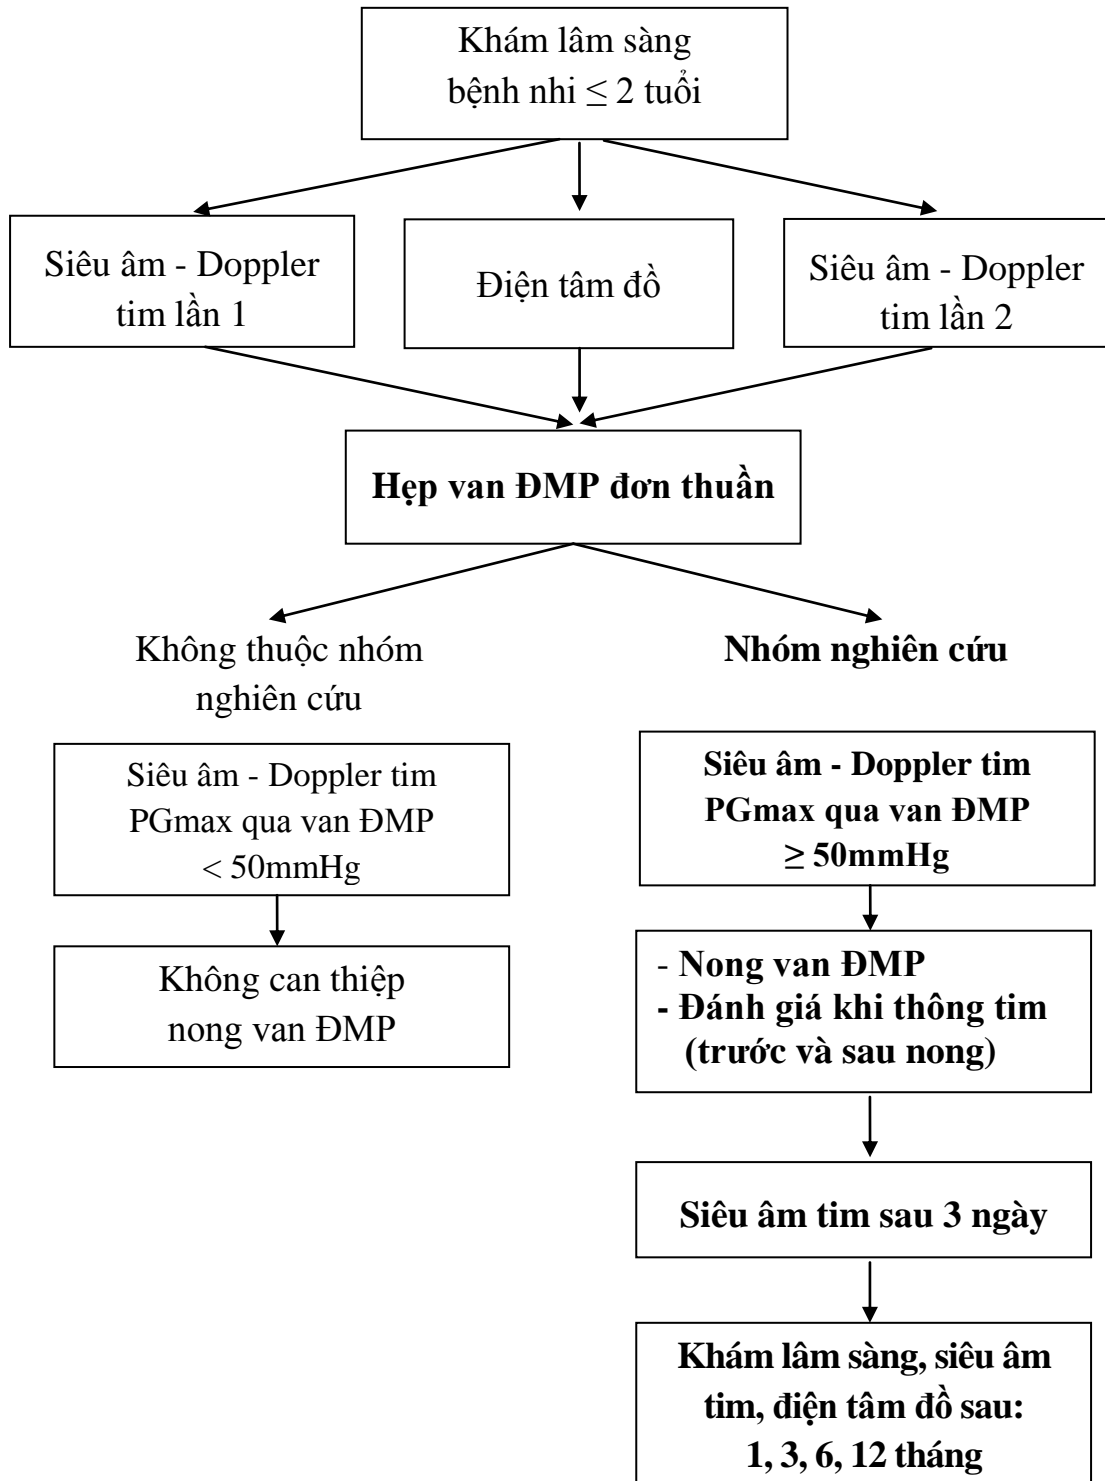 Khám lâm sàng
bệnh nhi ≤ 2 tuổi
Siêu âm - Doppler
tim lần 1
Điện tâm đồ
Siêu âm - Doppler
tim lần 2
Hẹp van ĐMP đơn thuần
Không thuộc nhóm
nghiên cứu
Nhóm nghiên cứu
Siêu âm - Doppler tim
PGmax qua van ĐMP
< 50mmHg
Siêu âm - Doppler tim
PGmax qua van ĐMP
≥ 50mmHg
Không can thiệp
nong van ĐMP
- Nong van ĐMP
- Đánh giá khi thông tim
(trước và sau nong)
Siêu âm tim sau 3 ngày
Khám lâm sàng, siêu âm
tim, điện tâm đồ sau:
1, 3, 6, 12 tháng